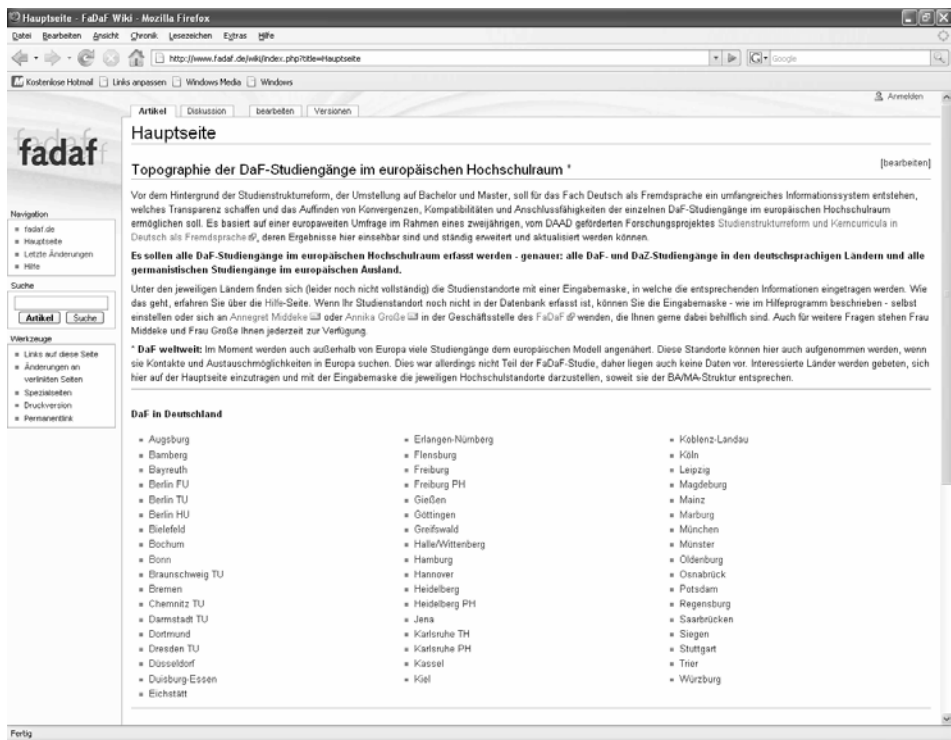 Hauptseite - FaDaF Wiki - Mozilla Firefox
Datei Bearbeiten Ansicht Chronik Lesezeichen Extras Hilfe
http://www.fadaf.de/wiki/index.php?title=Hauptseite
Google
Kostenlose Hotmail Links anpassen Windows Media Windows
Anmelden
Artikel Diskussion bearbeiten Versionen
fadaf
Hauptseite
Topographie der DaF-Studiengänge im europäischen Hochschulraum *
[bearbeiten]
Vor dem Hintergrund der Studienstrukturreform, der Umstellung auf Bachelor und Master, soll für das Fach Deutsch als Fremdsprache ein umfangreiches Informationssystem entstehen,
welches Transparenz schaffen und das Auffinden von Konvergenzen, Kompatibilitäten und Anschlussfähigkeiten der einzelnen DaF-Studiengänge im europäischen Hochschulraum
ermöglichen soll. Es basiert auf einer europaweiten Umfrage im Rahmen eines zweijährigen, vom DAAD geförderten Forschungsprojektes Studienstrukturreform und Kerncurricula in
Deutsch als Fremdsprache, deren Ergebnisse hier einsehbar sind und ständig erweitert und aktualisiert werden können.
Es sollen alle DaF-Studiengänge im europäischen Hochschulraum erfasst werden - genauer: alle DaF- und DaZ-Studiengänge in den deutschsprachigen Ländern und alle
germanistischen Studiengänge im europäischen Ausland.
Unter den jeweiligen Ländern finden sich (leider noch nicht vollständig) die Studienstandorte mit einer Eingabemaske, in welche die entsprechenden Informationen eingetragen werden. Wie
das geht, erfahren Sie über die Hilfe-Seite. Wenn Ihr Studienstandort noch nicht in der Datenbank erfasst ist, können Sie die Eingabemaske - wie im Hilfeprogramm beschrieben - selbst
einstellen oder sich an Annegret Middeke oder Annika Große in der Geschäftsstelle des FaDaF wenden, die Ihnen gerne dabei behilflich sind. Auch für weitere Fragen stehen Frau
Middeke und Frau Große Ihnen jederzeit zur Verfügung.
* DaF weltweit: Im Moment werden auch außerhalb von Europa viele Studiengänge dem europäischen Modell angenähert. Diese Standorte können hier auch aufgenommen werden, wenn
sie Kontakte und Austauschmöglichkeiten in Europa suchen. Dies war allerdings nicht Teil der FaDaF-Studie, daher liegen auch keine Daten vor. Interessierte Länder werden gebeten, sich
hier auf der Hauptseite einzutragen und mit der Eingabemaske die jeweiligen Hochschulstandorte darzustellen, soweit sie der BA/MA-Struktur entsprechen.
Navigation
fadaf.de
Hauptseite
Letzte Änderungen
Hilfe
Suche
Artikel Suche
Werkzeuge
Links auf diese Seite
Änderungen an
verlinkten Seiten
Spezialseiten
Druckversion
Permanentlink
DaF in Deutschland
Augsburg
Bamberg
Bayreuth
Berlin FU
Berlin TU
Berlin HU
Bielefeld
Bochum
Bonn
Braunschweig TU
Bremen
Chemnitz TU
Darmstadt TU
Dortmund
Dresden TU
Düsseldorf
Duisburg-Essen
Eichstätt
Erlangen-Nürnberg
Flensburg
Freiburg
Freiburg PH
Gießen
Göttingen
Greifswald
Halle/Wittenberg
Hamburg
Hannover
Heidelberg
Heidelberg PH
Jena
Karlsruhe TH
Karlsruhe PH
Kassel
Kiel
Koblenz-Landau
Köln
Leipzig
Magdeburg
Mainz
Marburg
München
Münster
Oldenburg
Osnabrück
Potsdam
Regensburg
Saarbrücken
Siegen
Stuttgart
Trier
Würzburg
Fertig